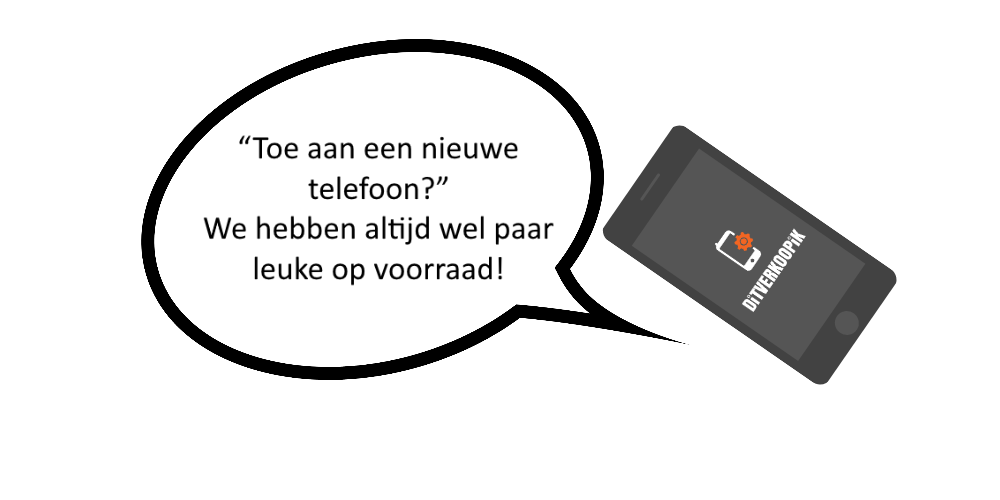 “Toe aan een nieuwe
telefoon?”
We hebben altijd wel paar
leuke op voorraad!
DiTVERKOOPiK